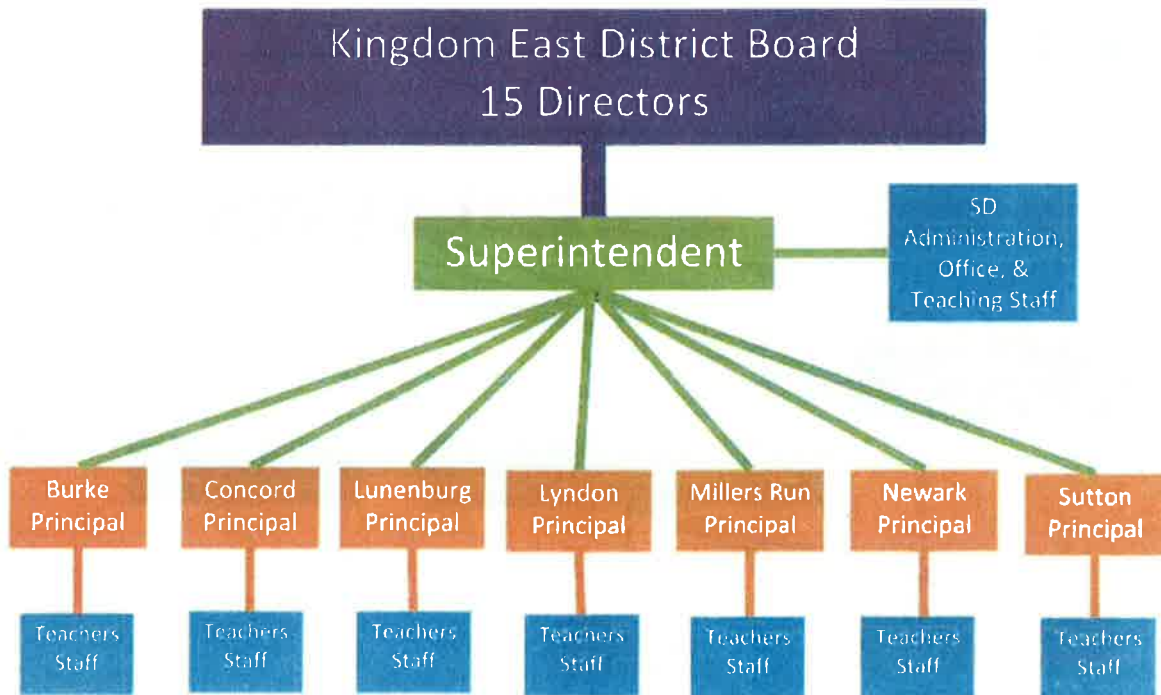 Kingdom East District Board
15 Directors
Superintendent
SD
Administration,
Office, &
Teaching Staff
Burke
Principal
Concord
Principal
Lunenburg
Principal
Lyndon
Principal
Millers Run
Principal
Newark
Principal
Sutton
Principal
Teachers
Staff
Teachers
Staff
Teachers
Staff
Teachers
Staff
Teachers
Staff
Teachers
Staff
Teachers
Staff